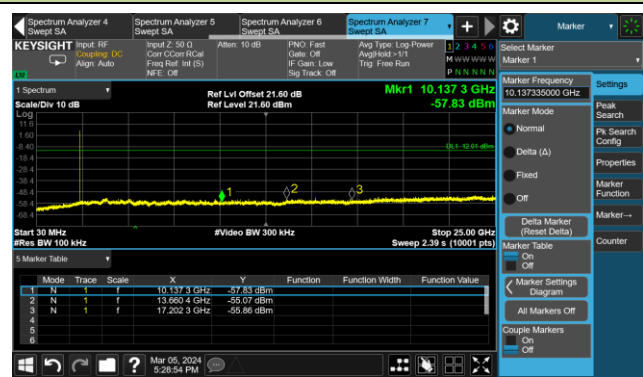 Spectrum Analyzer 4
Swept SA
Spectrum Analyzer 5
Swept SA
Spectrum Analyzer 6
Swept SA
Spectrum Analyzer 7
Swept SA
Marker
KEYSIGHT
Input: RF
Coupling: DC
Align: Auto
Input Z: 50 Ω
Corr CCorr RCal
Freq Ref: Int (S)
NFE: Off
Atten: 10 dB
PNO: Fast
Gate: Off
IF Gain: Low
Sig Track: Off
Avg Type: Log-Power
Avg|Hold:>1/1
Trig: Free Run
1 2 3 4 5 6
M W W W W W
P N N N N N
Select Marker
Marker 1
1 Spectrum
Scale/Div 10 dB
Log
Ref Lvl Offset 21.60 dB
Ref Level 21.60 dBm
Mkr1 10.137 3 GHz
-57.83 dBm
11.6
1.60
-8.40
-18.4
-28.4
-38.4
-48.4
-58.4
-68.4
DL1 -12.01 dBm
1
2
3
Start 30 MHz
#Res BW 100 kHz
#Video BW 300 kHz
Stop 25.00 GHz
Sweep 2.39 s (10001 pts)
5 Marker Table
Mode Trace Scale X Y Function Function Width Function Value
1 N 1 f 10.137 3 GHz -57.83 dBm
2 N 1 f 13.660 4 GHz -55.07 dBm
3 N 1 f 17.202 3 GHz -55.86 dBm
4
5
6
Marker Frequency
10.137335000 GHz
Marker Mode
Normal
Delta (Δ)
Fixed
Off
Delta Marker
(Reset Delta)
Marker Table
On
Off
Marker Settings
Diagram
All Markers Off
Couple Markers
On
Off
Settings
Peak
Search
Pk Search
Config
Properties
Marker
Function
Marker→
Counter
Mar 05, 2024
5:28:54 PM